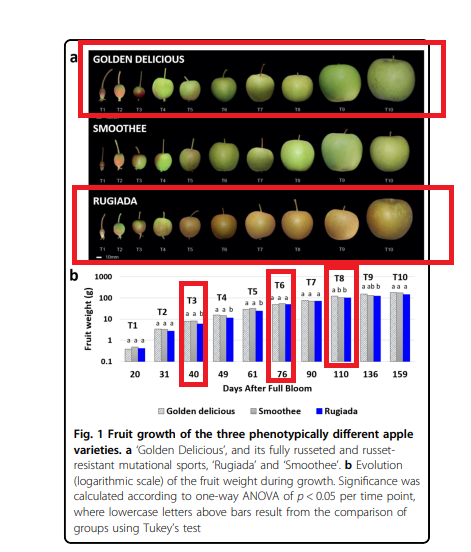 a
GOLDEN DELICIOUS
T1 T2 T3 T4 T5 T6 T7 T8 T9 T10
SMOOTHEE
T1 T2 T3 T4 T5 T6 T7 T8 T9 T10
RUGIADA
T1 T2 T3 T4 T5 T6 T7 T8 T9 T10
10mm
b
Fruit weight (g)
1000
100
10
1
0.1
T1 T2 T3 T4 T5 T6 T7 T8 T9 T10
a a a a a a a a b a a b a a b a a a a a a a b b a ab b a a a
20 31 40 49 61 76 90 110 136 159
Days After Full Bloom
Golden delicious Smoothee Rugiada
Fig. 1 Fruit growth of the three phenotypically different apple
varieties. a ‘Golden Delicious’, and its fully russeted and russet-
resistant mutational sports, ‘Rugiada’ and ‘Smoothee’. b Evolution
(logarithmic scale) of the fruit weight during growth. Significance was
calculated according to one-way ANOVA of p < 0.05 per time point,
where lowercase letters above bars result from the comparison of
groups using Tukey’s test